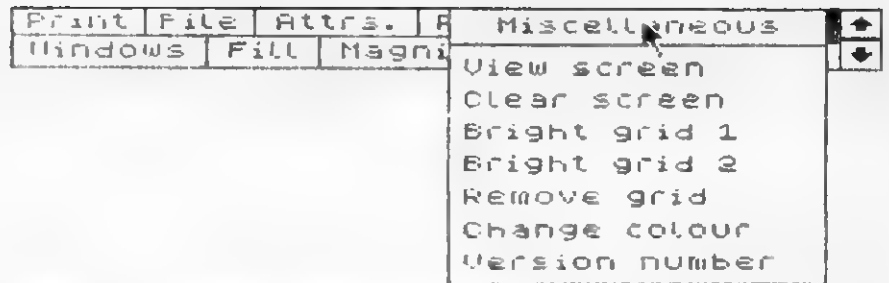 Print File Attrs. Miscellaneous
Windows Fill Magni
View screen
Clear screen
Bright grid 1
Bright grid 2
Remove grid
Change colour
Version number